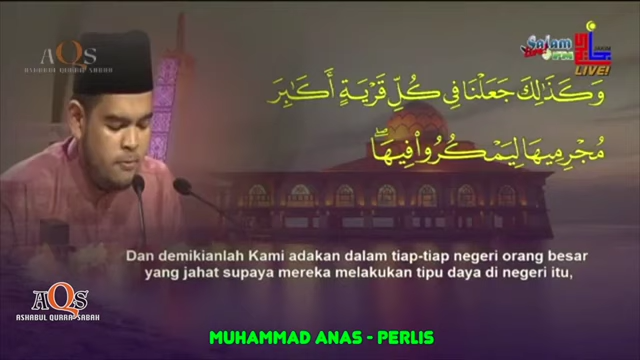 AQS
ASHABUL QURRA SABAH
Salam
JAKIM
LIVE!
وَكَذَٰلِكَ جَعَلْنَا فِي كُلِّ قَرْيَةٍ أَكَٰبِرَ
مُجْرِمِيهَا لِيَمْكُرُوا۟ فِيهَا ۖ
Dan demikianlah Kami adakan dalam tiap-tiap negeri orang besar
yang jahat supaya mereka melakukan tipu daya di negeri itu,
AQS
ASHABUL QURRA SABAH
MUHAMMAD ANAS - PERLIS